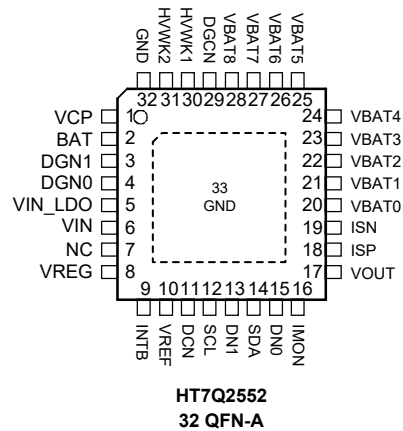 GND
HVWK2
HVWK1
DGCN
VBAT8
VBAT7
VBAT6
VBAT5
32 31 30 29 28 27 26 25
VCP 1
BAT 2
DGN1 3
DGN0 4
VIN_LDO 5
VIN 6
NC 7
VREG 8
24 VBAT4
23 VBAT3
22 VBAT2
21 VBAT1
20 VBAT0
19 ISN
18 ISP
17 VOUT
33
GND
9 10 11 12 13 14 15 16
INTB
VREF
DCN
SCL
DN1
SDA
DN0
IMON
HT7Q2552
32 QFN-A